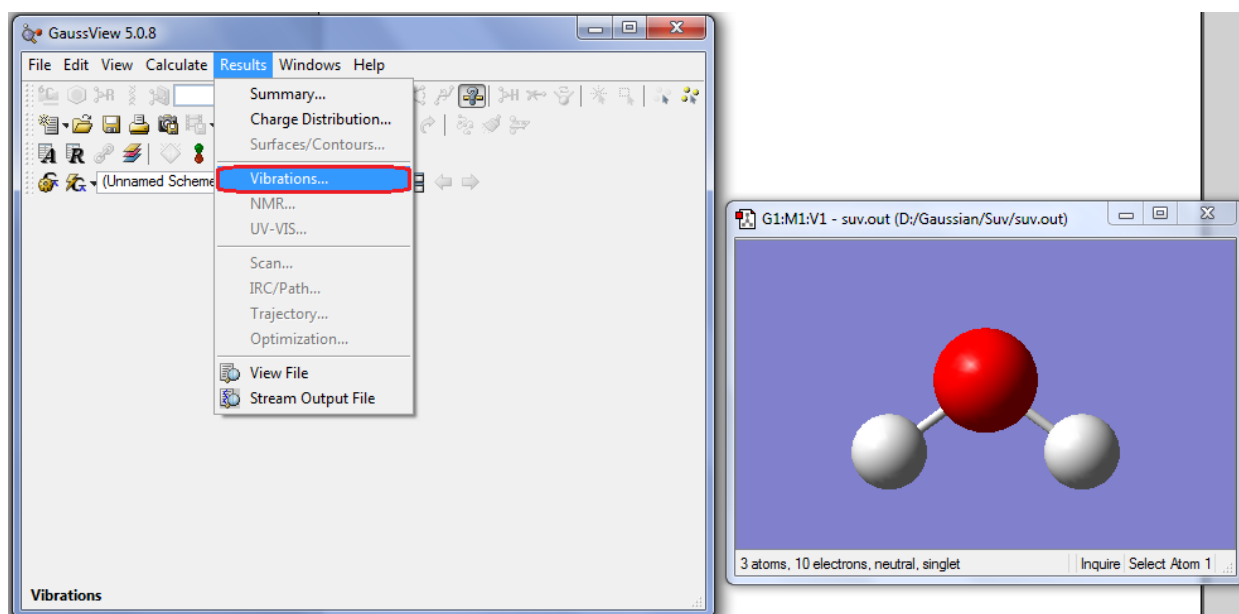 GaussView 5.0.8
File Edit View Calculate Results Windows Help
Summary...
Charge Distribution...
Surfaces/Contours...
(Unnamed Scheme
Vibrations...
NMR...
UV-VIS...
Scan...
IRC/Path...
Trajectory...
Optimization...
View File
Stream Output File
Vibrations
G1:M1:V1 - suv.out (D:/Gaussian/Suv/suv.out)
3 atoms, 10 electrons, neutral, singlet Inquire Select Atom 1